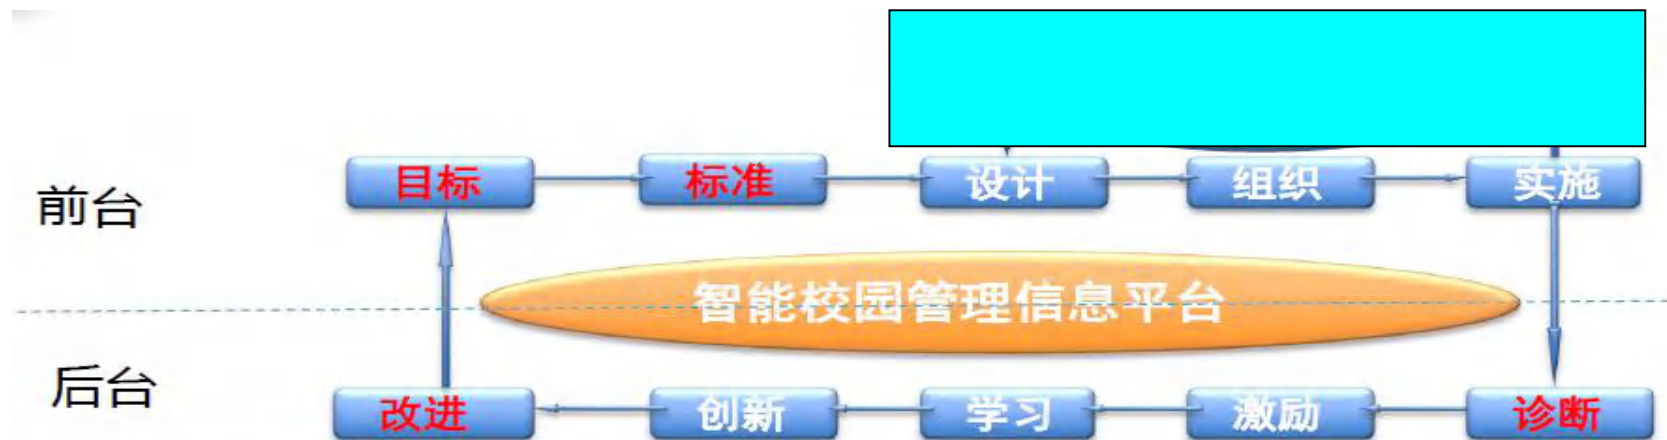 目标 标准 设计 组织 实施
前台
智能校园管理信息平台
后台
改进 创新 学习 激励 诊断